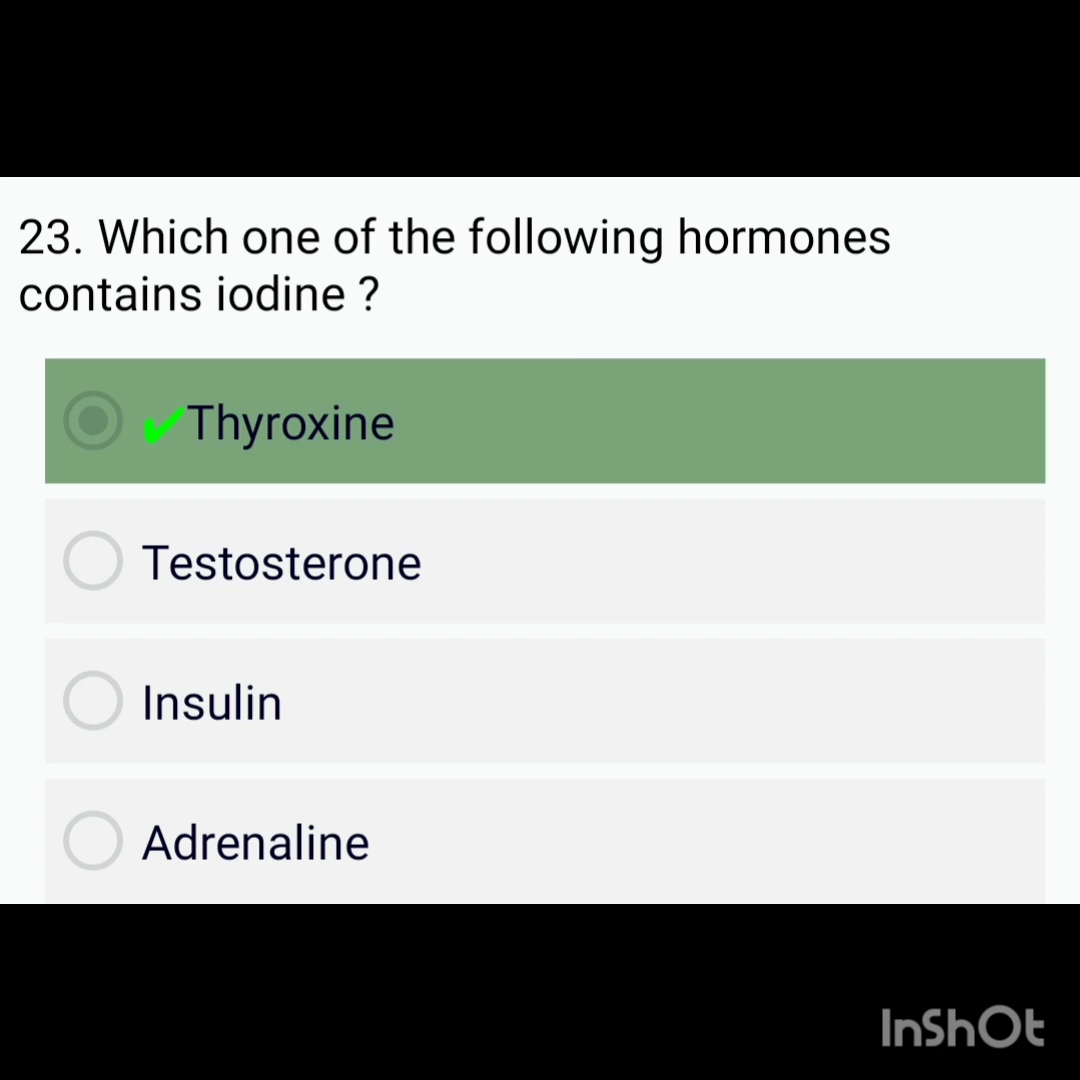 23. Which one of the following hormones
contains iodine ?
✔Thyroxine
Testosterone
Insulin
Adrenaline
InShOt